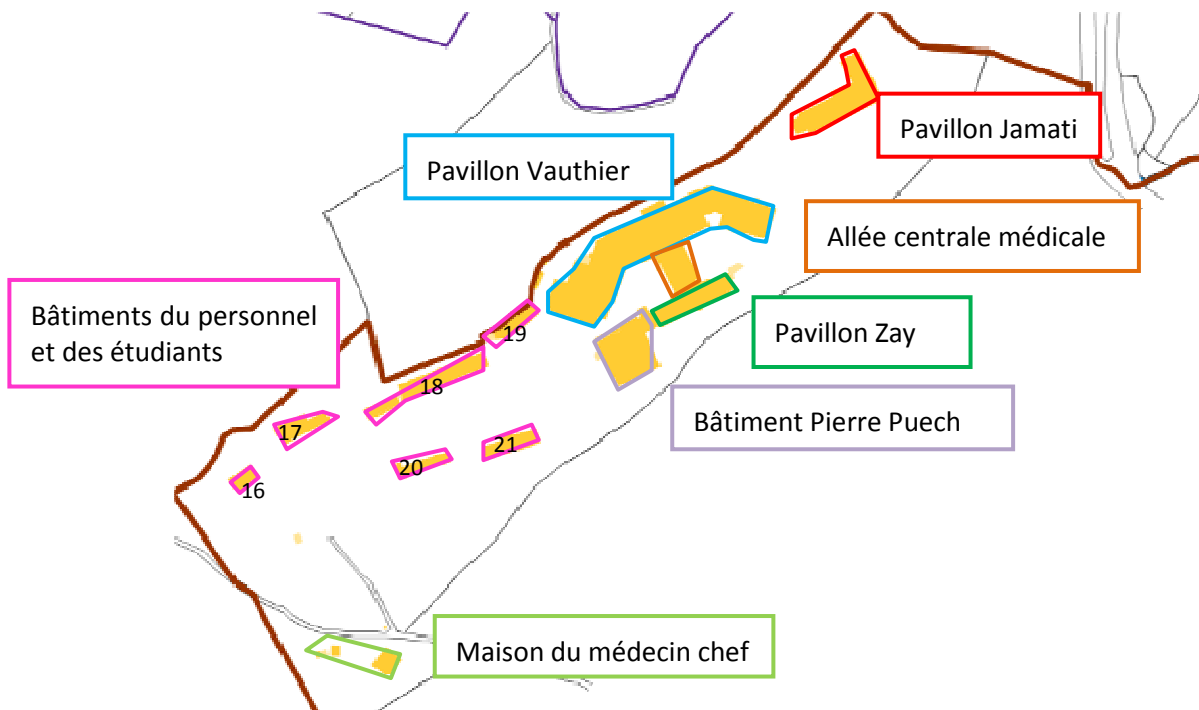 Pavillon Jamati
Pavillon Vauthier
Allée centrale médicale
Bâtiments du personnel
et des étudiants
Pavillon Zay
19
18
Bâtiment Pierre Puech
17
21
20
16
Maison du médecin chef